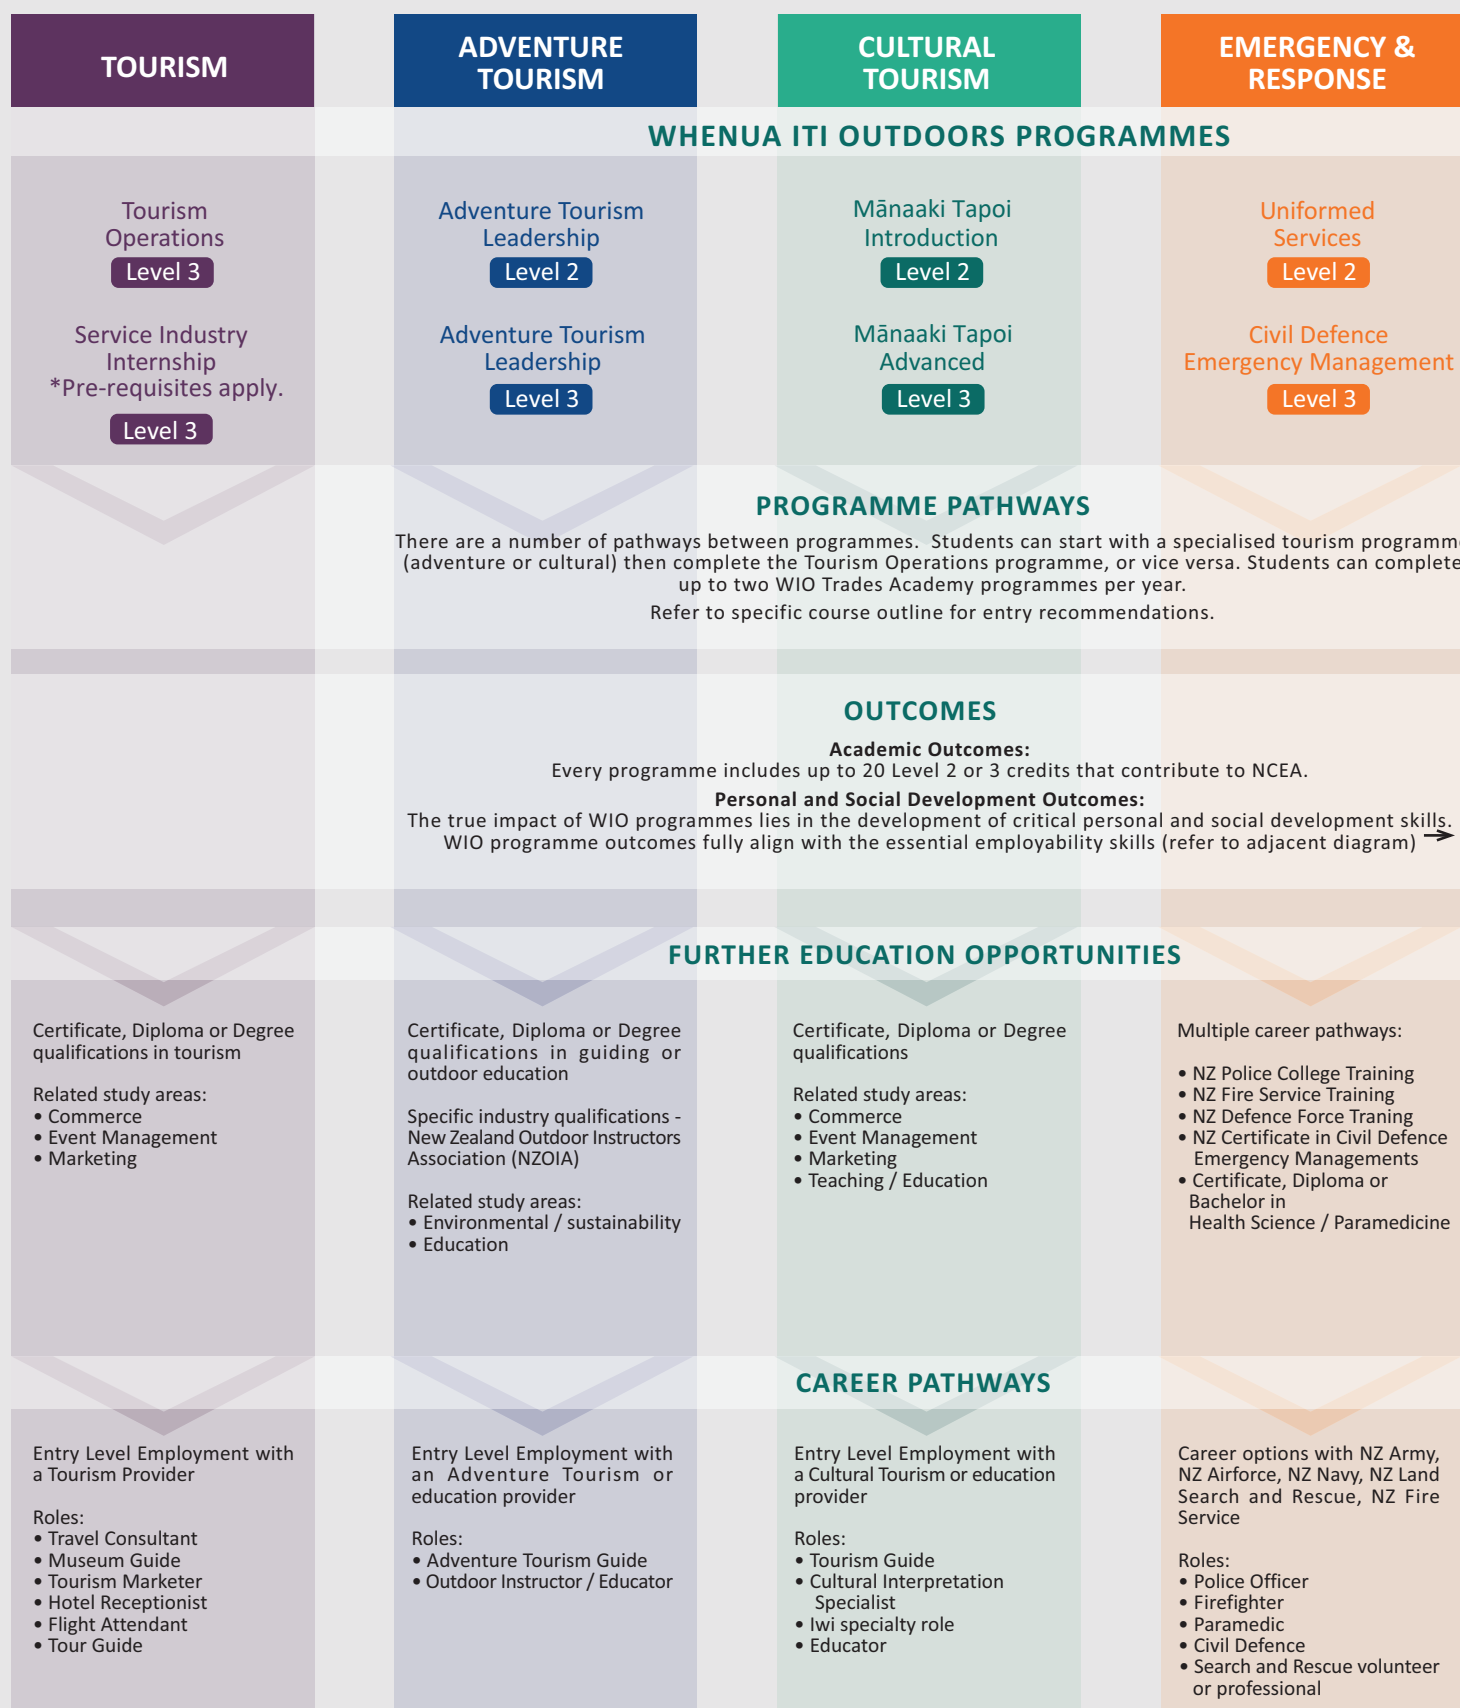 TOURISM
ADVENTURE
TOURISM
CULTURAL
TOURISM
EMERGENCY &
RESPONSE
WHENUA ITI OUTDOORS PROGRAMMES
Tourism
Operations
Level 3
Service Industry
Internship
*Pre-requisites apply.
Level 3
Adventure Tourism
Leadership
Level 2
Adventure Tourism
Leadership
Level 3
Mānaaki Tapoi
Introduction
Level 2
Mānaaki Tapoi
Advanced
Level 3
Uniformed
Services
Level 2
Civil Defence
Emergency Management
Level 3
PROGRAMME PATHWAYS
There are a number of pathways between programmes. Students can start with a specialised tourism programme
(adventure or cultural) then complete the Tourism Operations programme, or vice versa. Students can complete
up to two WIO Trades Academy programmes per year.
Refer to specific course outline for entry recommendations.
OUTCOMES
Academic Outcomes:
Every programme includes up to 20 Level 2 or 3 credits that contribute to NCEA.
Personal and Social Development Outcomes:
The true impact of WIO programmes lies in the development of critical personal and social development skills.
WIO programme outcomes fully align with the essential employability skills (refer to adjacent diagram) →
FURTHER EDUCATION OPPORTUNITIES
Certificate, Diploma or Degree
qualifications in tourism
Related study areas:
• Commerce
• Event Management
• Marketing
Certificate, Diploma or Degree
qualifications in guiding or
outdoor education
Specific industry qualifications -
New Zealand Outdoor Instructors
Association (NZOIA)
Related study areas:
• Environmental / sustainability
• Education
Certificate, Diploma or Degree
qualifications
Related study areas:
• Commerce
• Event Management
• Marketing
• Teaching / Education
Multiple career pathways:
• NZ Police College Training
• NZ Fire Service Training
• NZ Defence Force Traning
• NZ Certificate in Civil Defence
Emergency Managements
• Certificate, Diploma or
Bachelor in
Health Science / Paramedicine
CAREER PATHWAYS
Entry Level Employment with
a Tourism Provider
Roles:
• Travel Consultant
• Museum Guide
• Tourism Marketer
• Hotel Receptionist
• Flight Attendant
• Tour Guide
Entry Level Employment with
an Adventure Tourism or
education provider
Roles:
• Adventure Tourism Guide
• Outdoor Instructor / Educator
Entry Level Employment with
a Cultural Tourism or education
provider
Roles:
• Tourism Guide
• Cultural Interpretation
Specialist
• Iwi specialty role
• Educator
Career options with NZ Army,
NZ Airforce, NZ Navy, NZ Land
Search and Rescue, NZ Fire
Service
Roles:
• Police Officer
• Firefighter
• Paramedic
• Civil Defence
• Search and Rescue volunteer
or professional